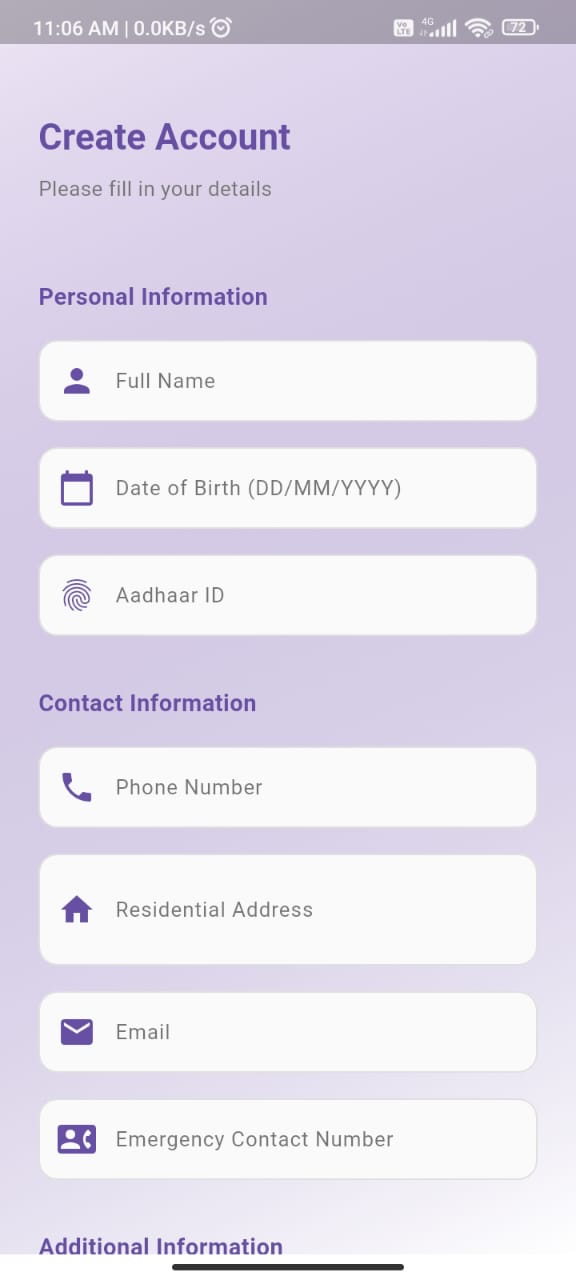 11:06 AM | 0.0KB/s
Vo LTE 4G 72
Create Account
Please fill in your details
Personal Information
Full Name
Date of Birth (DD/MM/YYYY)
Aadhaar ID
Contact Information
Phone Number
Residential Address
Email
Emergency Contact Number
Additional Information